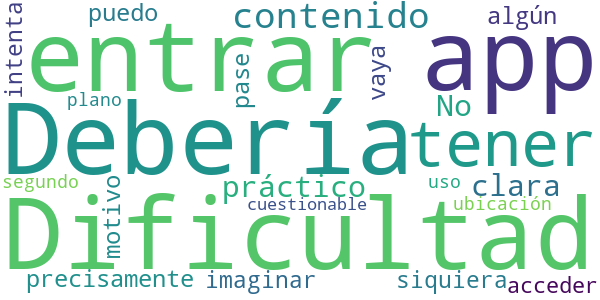 intenta
puedo
contenido
algún
entrar
pase
vaya
app
plano
No
Debería
tener
segundo
motivo
práctico
uso
clara
cuestionable
ubicación
Dificultad
precisamente
imaginar
siquiera
acceder